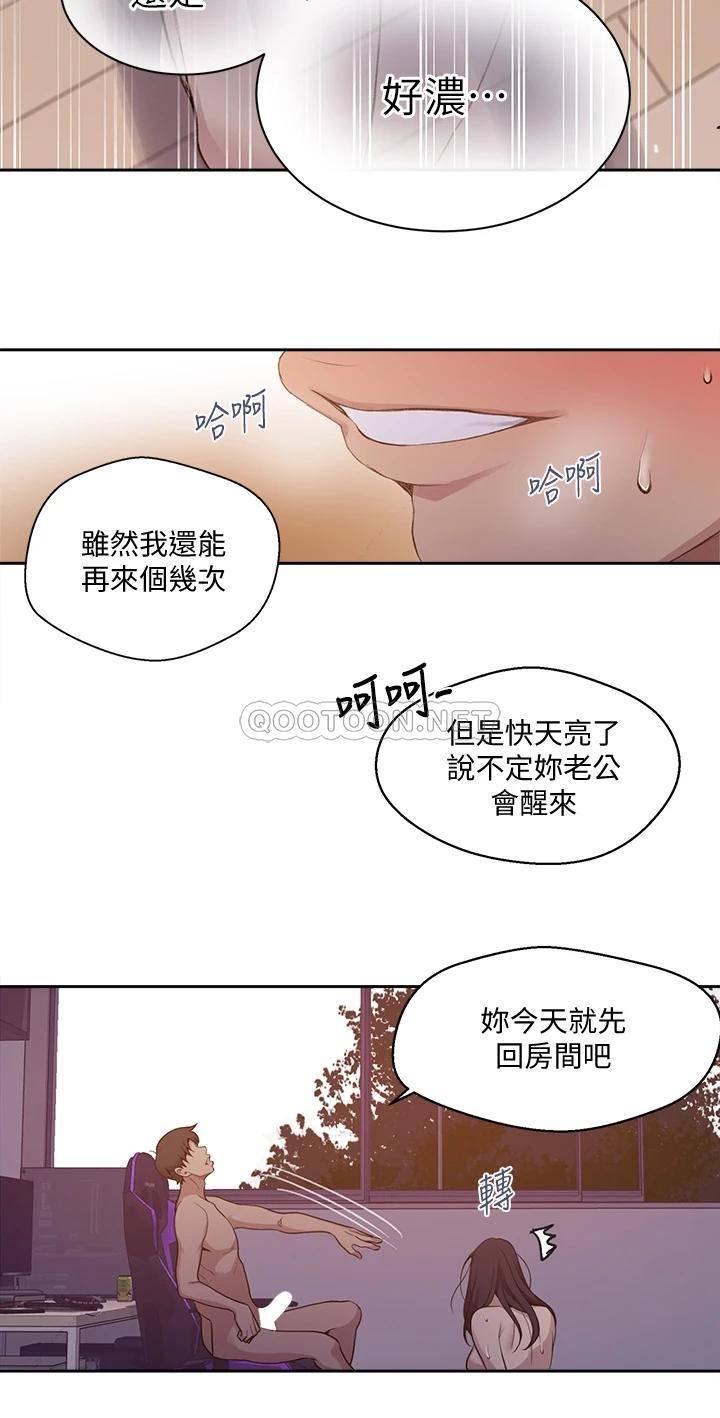 還是
好濃…
哈啊
哈啊
雖然我還能
再來個幾次
呵呵-
QOOTOON.NET
但是快天亮了
說不定妳老公
會醒來
妳今天就先
回房間吧
轉